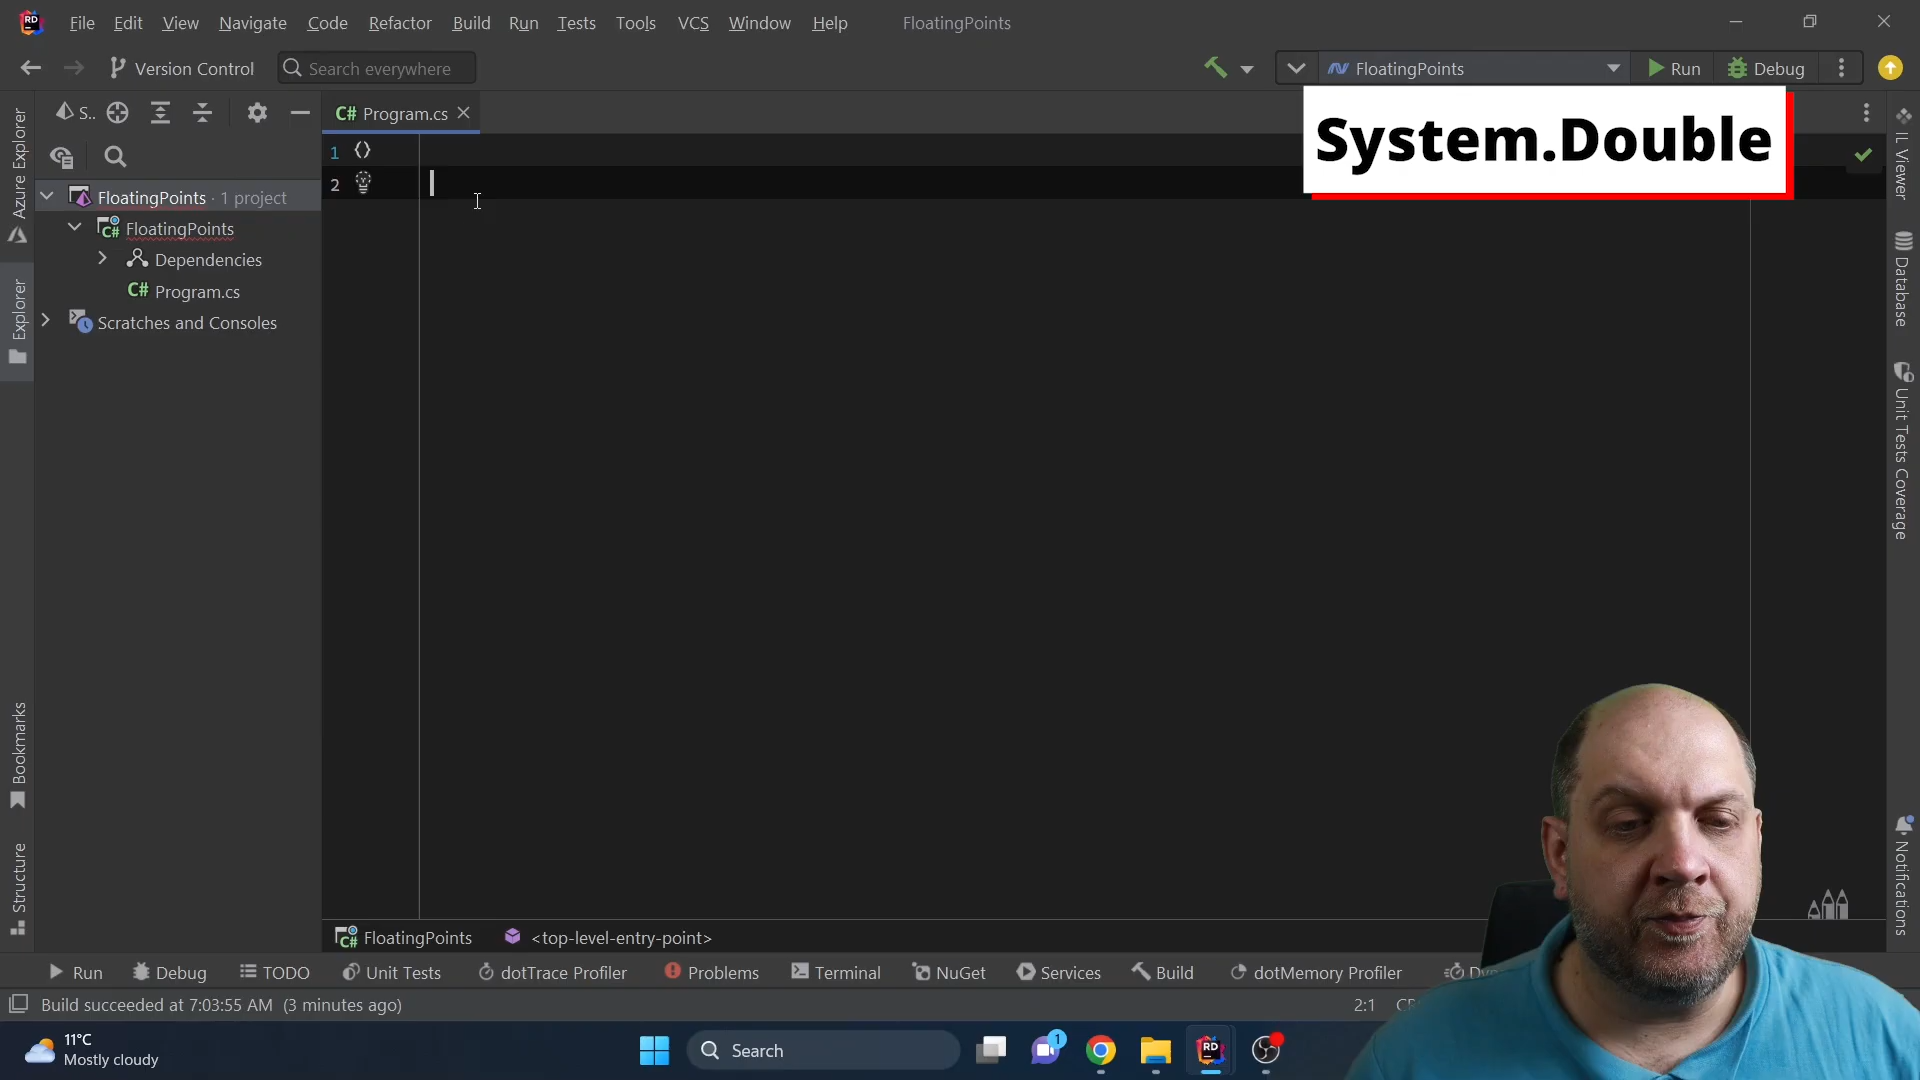 RD File Edit View Navigate Code Refactor Build Run Tests Tools VCS Window Help FloatingPoints
Version Control Search everywhere FloatingPoints Run Debug
S.. C# Program.cs
System.Double
1
2
FloatingPoints · 1 project
C# FloatingPoints
Dependencies
C# Program.cs
Scratches and Consoles
Azure Explorer
Explorer
Bookmarks
Structure
IL Viewer
Database
Unit Tests Coverage
Notifications
C# FloatingPoints <top-level-entry-point>
Run Debug TODO Unit Tests dotTrace Profiler Problems Terminal NuGet Services Build dotMemory Profiler
Build succeeded at 7:03:55 AM (3 minutes ago) 2:1
11°C
Mostly cloudy
Search 1 RD